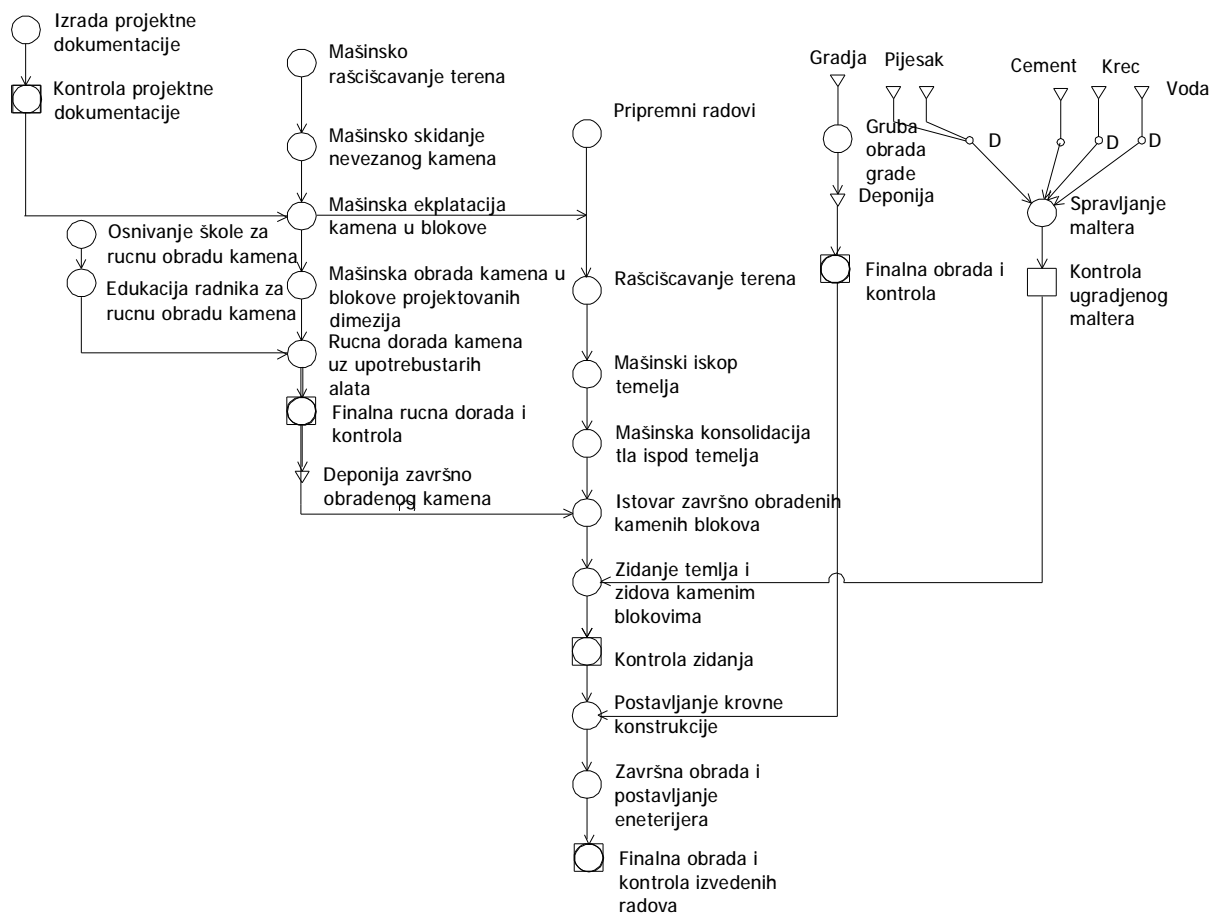 Izrada projektne
dokumentacije
Kontrola projektne
dokumentacije
Mašinsko
rašcišcavanje terena
Mašinsko skidanje
nevezanog kamena
Mašinska ekplatacija
kamena u blokove
Osnivanje škole za
rucnu obradu kamena
Edukacija radnika za
rucnu obradu kamena
Mašinska obrada kamena u
blokove projektovanih
dimezija
Rucna dorada kamena
uz upotrebustarih
alata
Finalna rucna dorada i
kontrola
Deponija završno
obradenog kamena
Pripremni radovi
Rašcišcavanje terena
Mašinski iskop
temelja
Mašinska konsolidacija
tla ispod temelja
Istovar završno obradenih
kamenih blokova
Zidanje temlja i
zidova kamenim
blokovima
Kontrola zidanja
Postavljanje krovne
konstrukcije
Završna obrada i
postavljanje
eneterijera
Finalna obrada i
kontrola izvedenih
radova
Gradja
Gruba
obrada
grade
Deponija
Finalna obrada i
kontrola
Pijesak
Cement
Krec
Voda
D
D
D
Spravljanje
maltera
Kontrola
ugradjenog
maltera